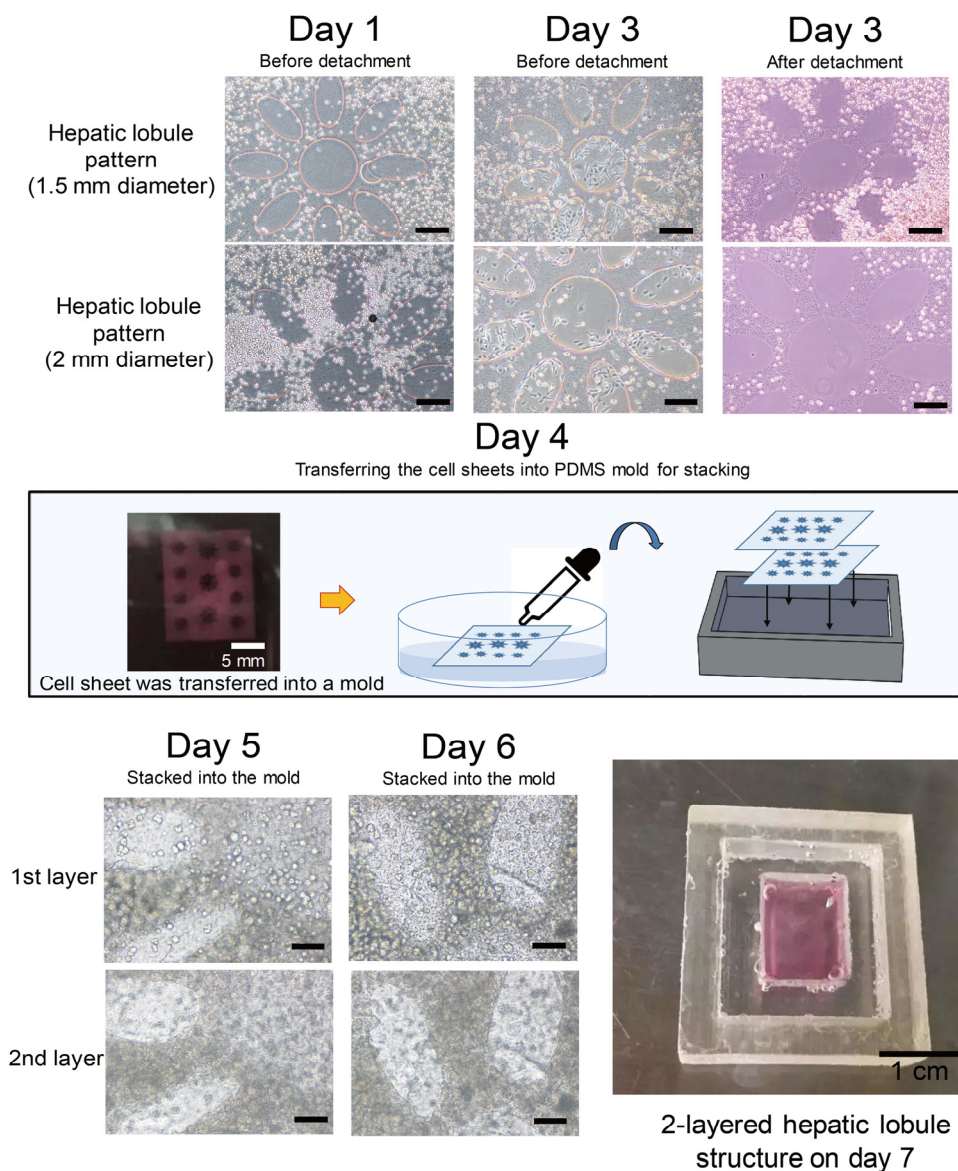 Day 1
Before detachment
Day 3
Before detachment
Day 3
After detachment
Hepatic lobule
pattern
(1.5 mm diameter)
Hepatic lobule
pattern
(2 mm diameter)
Day 4
Transferring the cell sheets into PDMS mold for stacking
5 mm
Cell sheet was transferred into a mold
Day 5
Stacked into the mold
Day 6
Stacked into the mold
1st layer
2nd layer
1 cm
2-layered hepatic lobule
structure on day 7